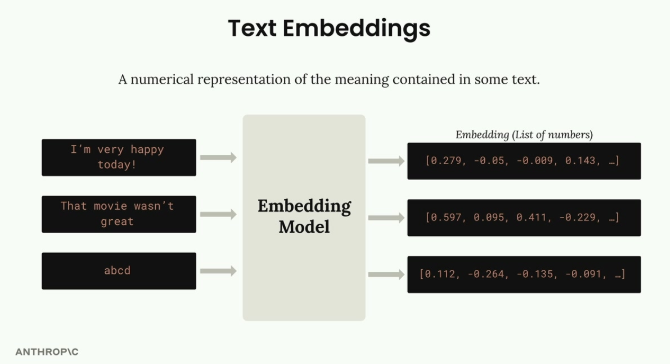 Text Embeddings
A numerical representation of the meaning contained in some text.
Embedding (List of numbers)
I'm very happy
today!
[0.279, -0.05, -0.009, 0.143, …]
That movie wasn't
great
Embedding
Model
[0.597, 0.095, 0.411, -0.229, …]
abcd
[0.112, -0.264, -0.135, -0.091, …]
ANTHROP\C